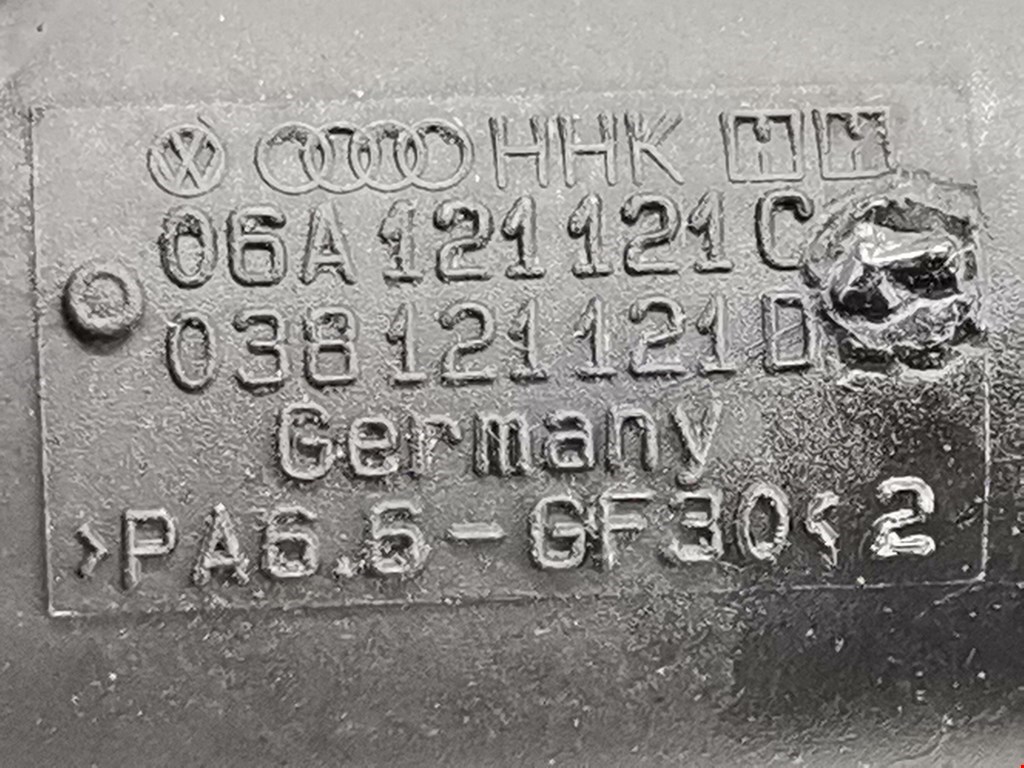 HHK
06A 121 121 C
038 121 121 D
Germany
>PA6.6-GF30< 2